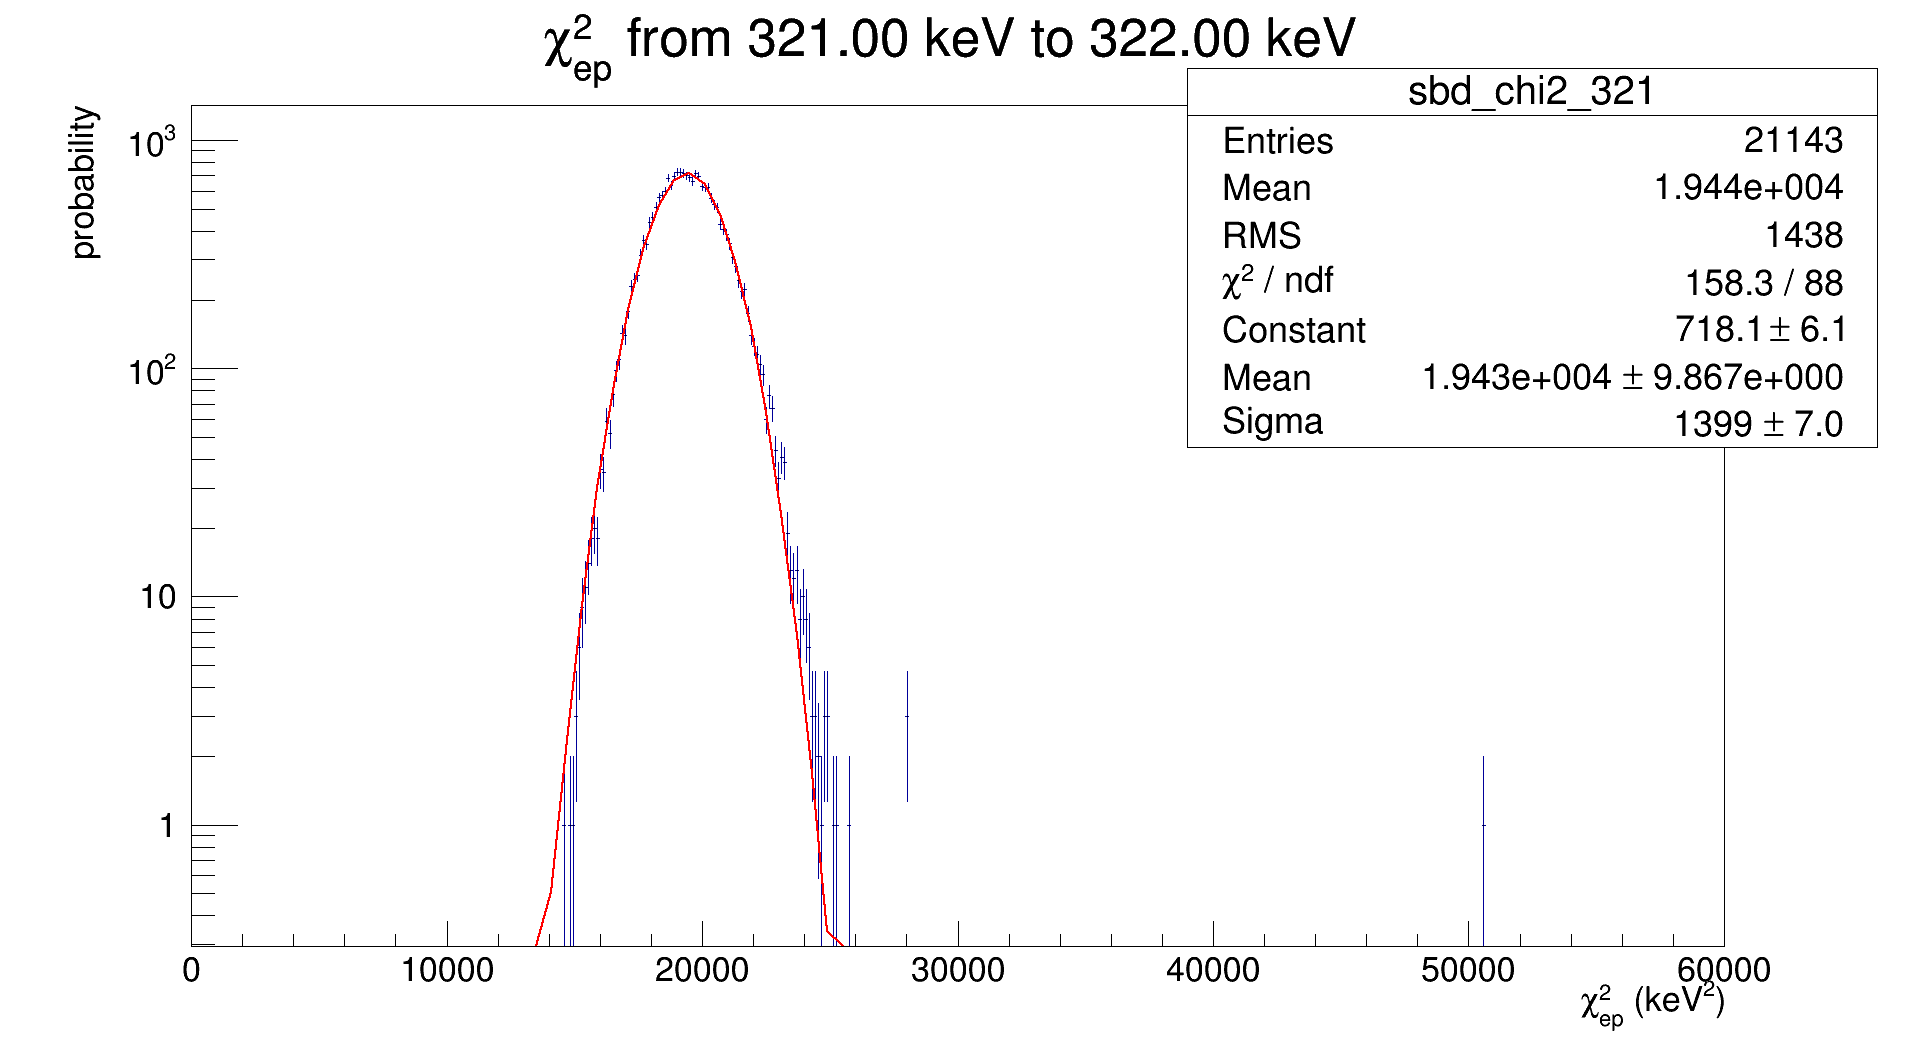 χ²ep from 321.00 keV to 322.00 keV
sbd_chi2_321
Entries 21143
Mean 1.944e+004
RMS 1438
χ² / ndf 158.3 / 88
Constant 718.1 ± 6.1
Mean 1.943e+004 ± 9.867e+000
Sigma 1399 ± 7.0
probability
10³
10²
10
1
0 10000 20000 30000 40000 50000 60000
χ²ep (keV²)